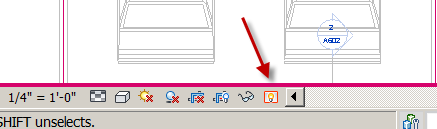 2
A602
1/4" = 1'-0"
SHIFT unselects.